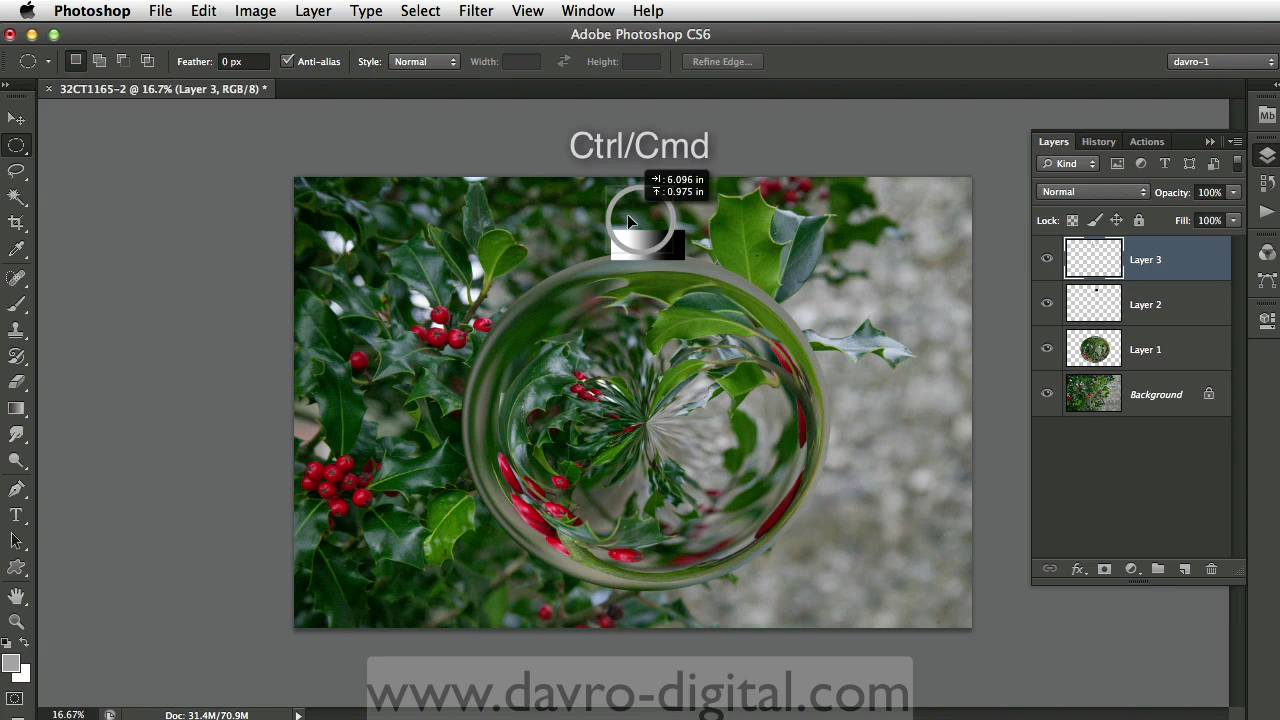 Photoshop File Edit Image Layer Type Select Filter View Window Help
Adobe Photoshop CS6
Feather: 0 px Anti-alias Style: Normal Width: Height: Refine Edge... davro-1
× 32CT1165-2 @ 16.7% (Layer 3, RGB/8) *
Ctrl/Cmd
: 6.096 in
: 0.975 in
Layers History Actions
Kind
Normal Opacity: 100%
Lock: Fill: 100%
Layer 3
Layer 2
Layer 1
Background
Mb
T
T
fx
www.davro-digital.com
16.67% Doc: 31.4M/70.9M